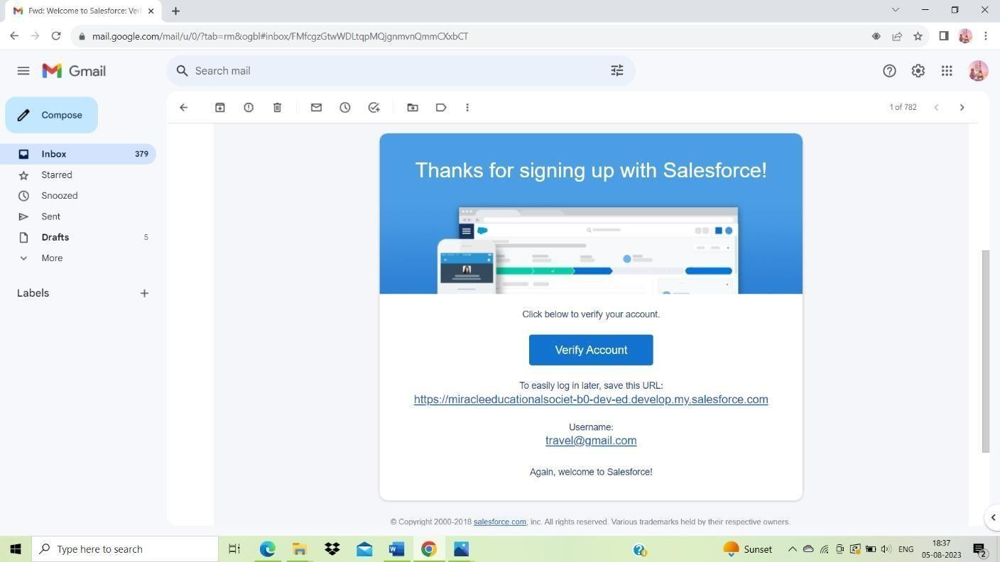 Fwd: Welcome to Salesforce: Veri
mail.google.com/mail/u/0/?tab=rm&ogbl#inbox/FMfcgzGtwWDLtqpMQjgnmvnQmmCXxbCT
Gmail
Search mail
Compose
1 of 782
Inbox 379
Starred
Snoozed
Sent
Drafts 5
More
Labels
Thanks for signing up with Salesforce!
Click below to verify your account.
Verify Account
To easily log in later, save this URL:
https://miracleeducationalsociet-b0-dev-ed.develop.my.salesforce.com
Username:
travel@gmail.com
Again, welcome to Salesforce!
© Copyright 2000-2018 salesforce.com, inc. All rights reserved. Various trademarks held by their respective owners.
Type here to search
Sunset
ENG
18:37
05-08-2023
2